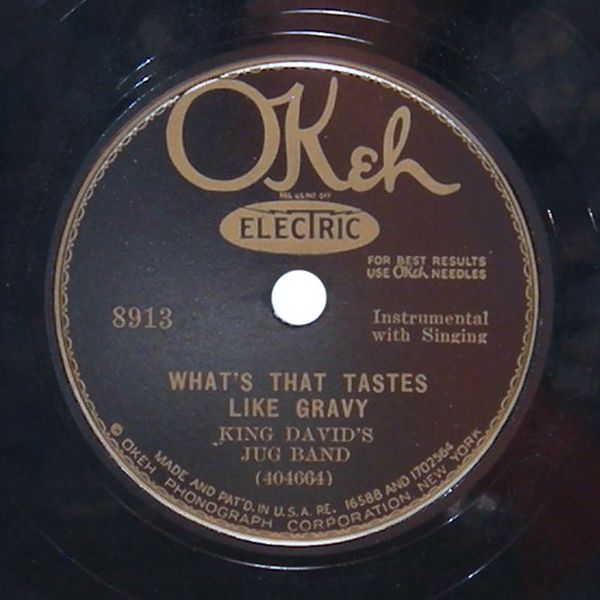 OKeh
REG. U.S. PAT. OFF.
ELECTRIC
FOR BEST RESULTS
USE OKeh NEEDLES
8913
Instrumental
with Singing
WHAT'S THAT TASTES
LIKE GRAVY
KING DAVID'S
JUG BAND
(404664)
MADE AND PAT'D. IN U.S.A. RE. 16588 AND 1702564
© OKEH PHONOGRAPH CORPORATION NEW YORK